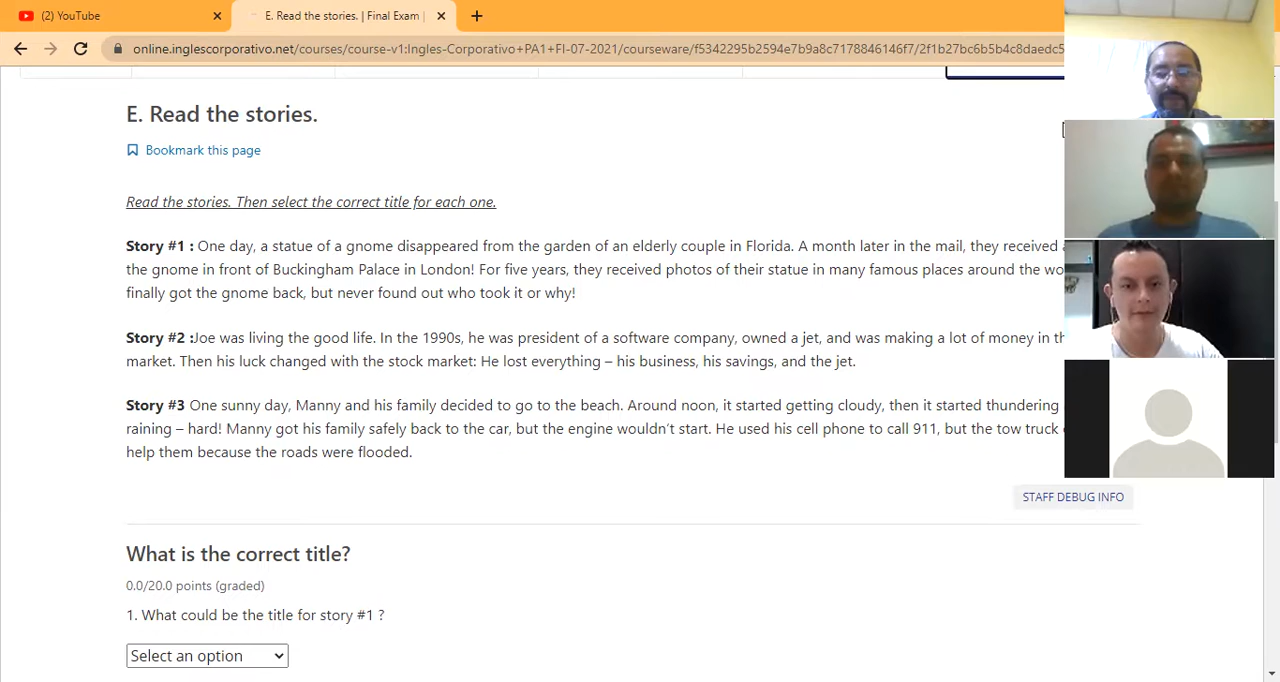 (2) YouTube
E. Read the stories. | Final Exam |
online.inglescorporativo.net/courses/course-v1:Ingles-Corporativo+PA1+FI-07-2021/courseware/f5342295b2594e7b9a8c7178846146f7/2f1b27bc6b5b4c8daedc5
E. Read the stories.
Bookmark this page
Read the stories. Then select the correct title for each one.
Story #1 : One day, a statue of a gnome disappeared from the garden of an elderly couple in Florida. A month later in the mail, they received
the gnome in front of Buckingham Palace in London! For five years, they received photos of their statue in many famous places around the wo
finally got the gnome back, but never found out who took it or why!
Story #2 :Joe was living the good life. In the 1990s, he was president of a software company, owned a jet, and was making a lot of money in th
market. Then his luck changed with the stock market: He lost everything – his business, his savings, and the jet.
Story #3 One sunny day, Manny and his family decided to go to the beach. Around noon, it started getting cloudy, then it started thundering
raining – hard! Manny got his family safely back to the car, but the engine wouldn't start. He used his cell phone to call 911, but the tow truck
help them because the roads were flooded.
STAFF DEBUG INFO
What is the correct title?
0.0/20.0 points (graded)
1. What could be the title for story #1 ?
Select an option